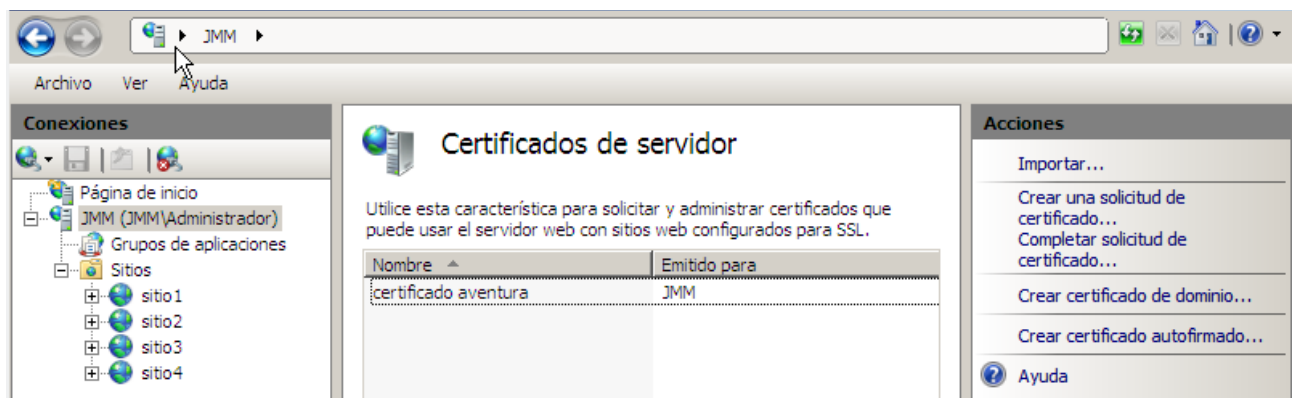 JMM
Archivo Ver Ayuda
Conexiones
Página de inicio
JMM (JMM\Administrador)
Grupos de aplicaciones
Sitios
sitio1
sitio2
sitio3
sitio4
Certificados de servidor
Utilice esta característica para solicitar y administrar certificados que
puede usar el servidor web con sitios web configurados para SSL.
Nombre Emitido para
certificado aventura JMM
Acciones
Importar...
Crear una solicitud de
certificado...
Completar solicitud de
certificado...
Crear certificado de dominio...
Crear certificado autofirmado...
Ayuda